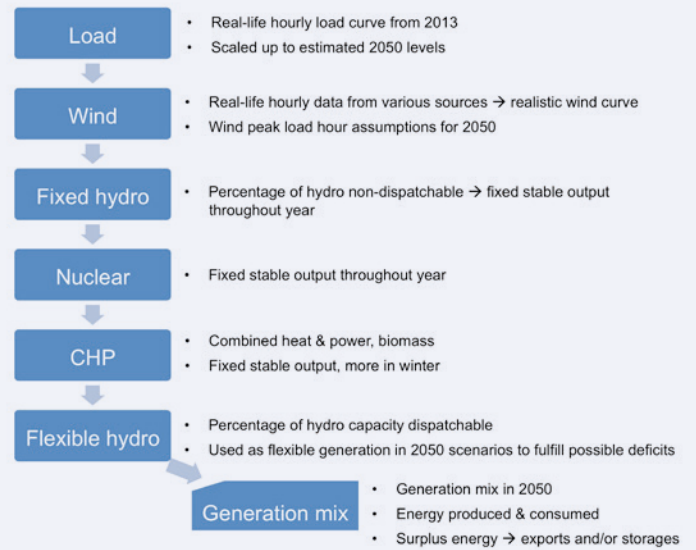 Load
• Real-life hourly load curve from 2013
• Scaled up to estimated 2050 levels
Wind
• Real-life hourly data from various sources → realistic wind curve
• Wind peak load hour assumptions for 2050
Fixed hydro
• Percentage of hydro non-dispatchable → fixed stable output
throughout year
Nuclear
• Fixed stable output throughout year
CHP
• Combined heat & power, biomass
• Fixed stable output, more in winter
Flexible hydro
• Percentage of hydro capacity dispatchable
• Used as flexible generation in 2050 scenarios to fulfill possible deficits
Generation mix
• Generation mix in 2050
• Energy produced & consumed
• Surplus energy → exports and/or storages